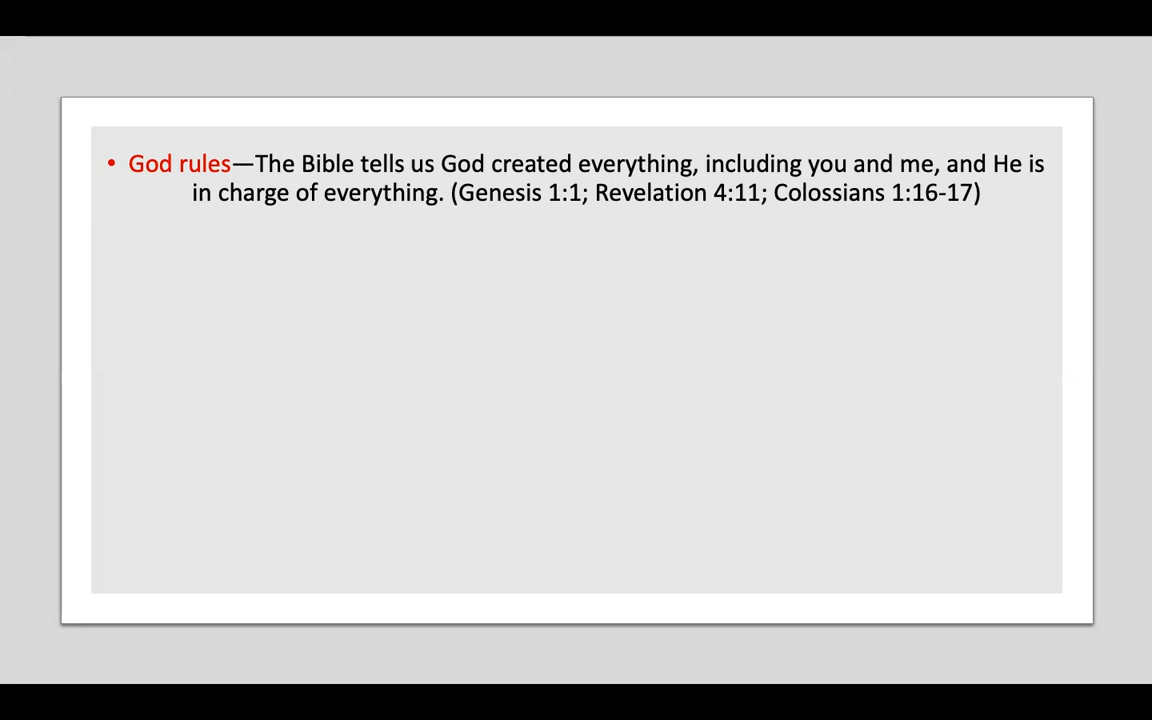 • God rules—The Bible tells us God created everything, including you and me, and He is
in charge of everything. (Genesis 1:1; Revelation 4:11; Colossians 1:16-17)